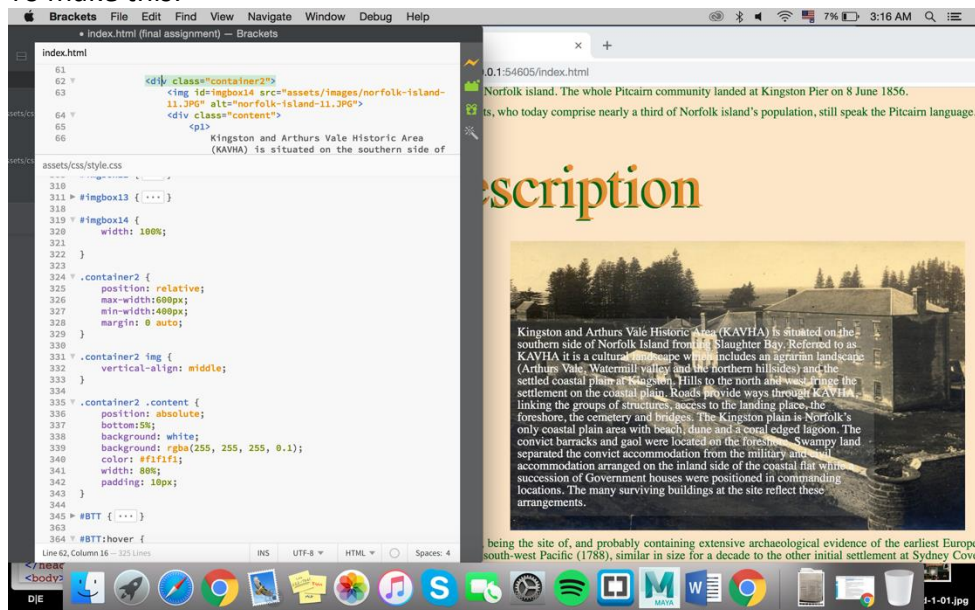 To make this:
Brackets File Edit Find View Navigate Window Debug Help 7% 3:16 AM
• index.html (final assignment) — Brackets
index.html
61
62 <div class="container2">
63 <img id=imgbox14 src="assets/images/norfolk-island-
11.JPG" alt="norfolk-island-11.JPG">
64 <div class="content">
65 <p1>
66 Kingston and Arthurs Vale Historic Area
(KAVHA) is situated on the southern side of
assets/css/style.css
310
311 #imgbox13 { ... }
318
319 #imgbox14 {
320 width: 100%;
321
322 }
323
324 .container2 {
325 position: relative;
326 max-width:600px;
327 min-width:400px;
328 margin: 0 auto;
329 }
330
331 .container2 img {
332 vertical-align: middle;
333 }
334
335 .container2 .content {
336 position: absolute;
337 bottom:5%;
338 background: white;
339 background: rgba(255, 255, 255, 0.1);
340 color: #f1f1f1;
341 width: 80%;
342 padding: 10px;
343 }
344
345 #BTT { ... }
363
364 #BTT:hover {
Line 62, Column 16 — 325 Lines INS UTF-8 HTML Spaces: 4
<body>
D|E
.0.1:54605/index.html
Norfolk island. The whole Pitcairn community landed at Kingston Pier on 8 June 1856.
ts, who today comprise nearly a third of Norfolk island's population, still speak the Pitcairn language.
scription
Kingston and Arthurs Vale Historic Area (KAVHA) is situated on the
southern side of Norfolk Island fronting Slaughter Bay. Referred to as
KAVHA it is a cultural landscape which includes an agrarian landscape
(Arthurs Vale, Watermill valley and the northern hillsides) and the
settled coastal plain at Kingston. Hills to the north and west fringe the
settlement on the coastal plain. Roads provide ways through KAVHA,
linking the groups of structures, access to the landing place, the
foreshore, the cemetery and bridges. The Kingston plain is Norfolk's
only coastal plain area with beach, dune and a coral edged lagoon. The
convict barracks and gaol were located on the foreshore. Swampy land
separated the convict accommodation from the military and civil
accommodation arranged on the inland side of the coastal flat while a
succession of Government houses were positioned in commanding
locations. The many surviving buildings at the site reflect these
arrangements.
, being the site of, and probably containing extensive archaeological evidence of the earliest Europe
south-west Pacific (1788), similar in size for a decade to the other initial settlement at Sydney Cov
MAYA
d-1-01.jpg